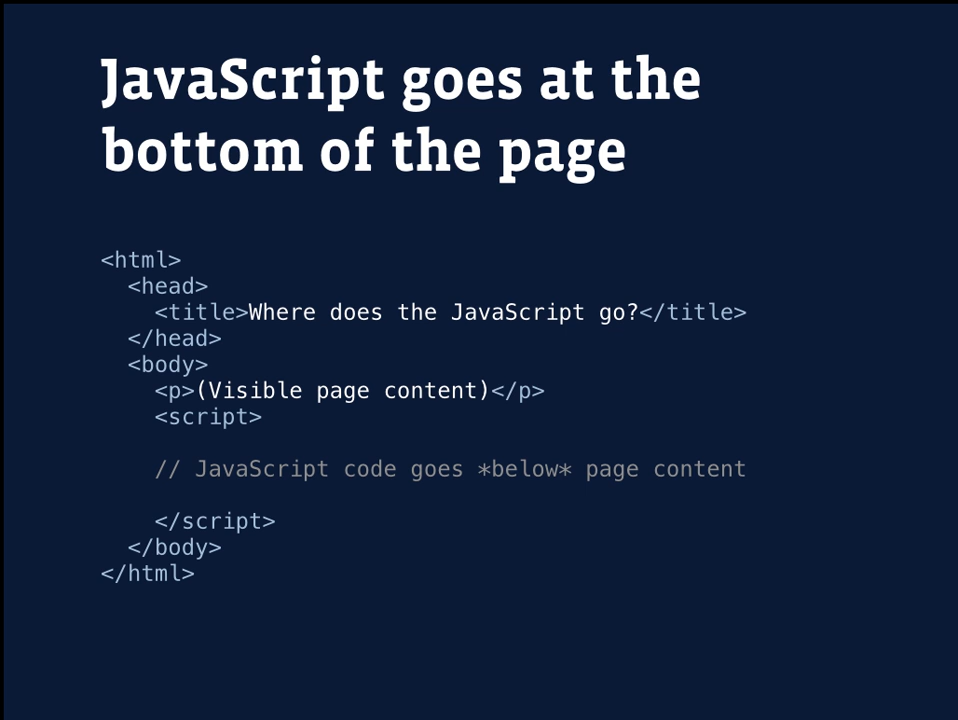 JavaScript goes at the
bottom of the page
<html>
  <head>
    <title>Where does the JavaScript go?</title>
  </head>
  <body>
    <p>(Visible page content)</p>
    <script>
    // JavaScript code goes *below* page content
    </script>
  </body>
</html>